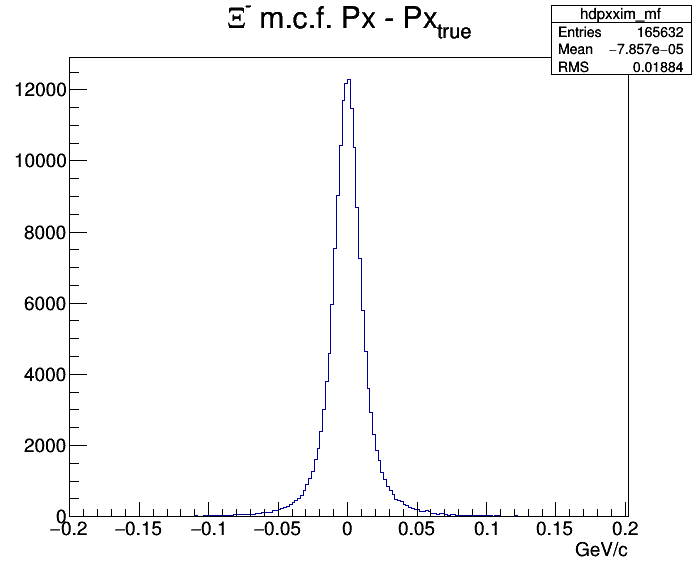 Ξ⁻ m.c.f. Px - Px_true
hdpxxim_mf
Entries 165632
Mean −7.857e−05
RMS 0.01884
12000
10000
8000
6000
4000
2000
0
−0.2 −0.15 −0.1 −0.05 0 0.05 0.1 0.15 0.2
GeV/c